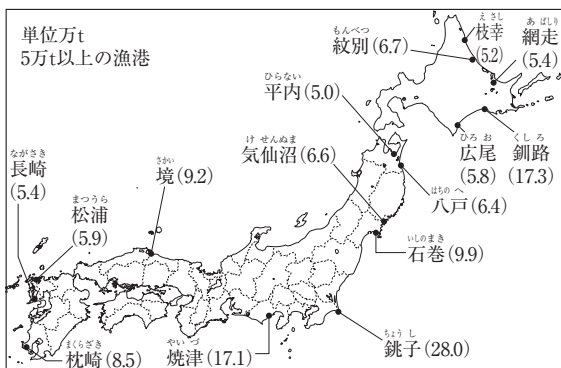 単位万t
5万t以上の漁港
えさし
枝幸
(5.2)
あばしり
網走
(5.4)
もんべつ
紋別(6.7)
ひらない
平内(5.0)
ひろお
広尾
(5.8)
くしろ
釧路
(17.3)
けせんぬま
気仙沼(6.6)
はちのへ
八戸(6.4)
ながさき
長崎
(5.4)
さかい
境(9.2)
まつうら
松浦
(5.9)
いしのまき
石巻(9.9)
まくらざき
枕崎(8.5)
やいづ
焼津(17.1)
ちょうし
銚子(28.0)